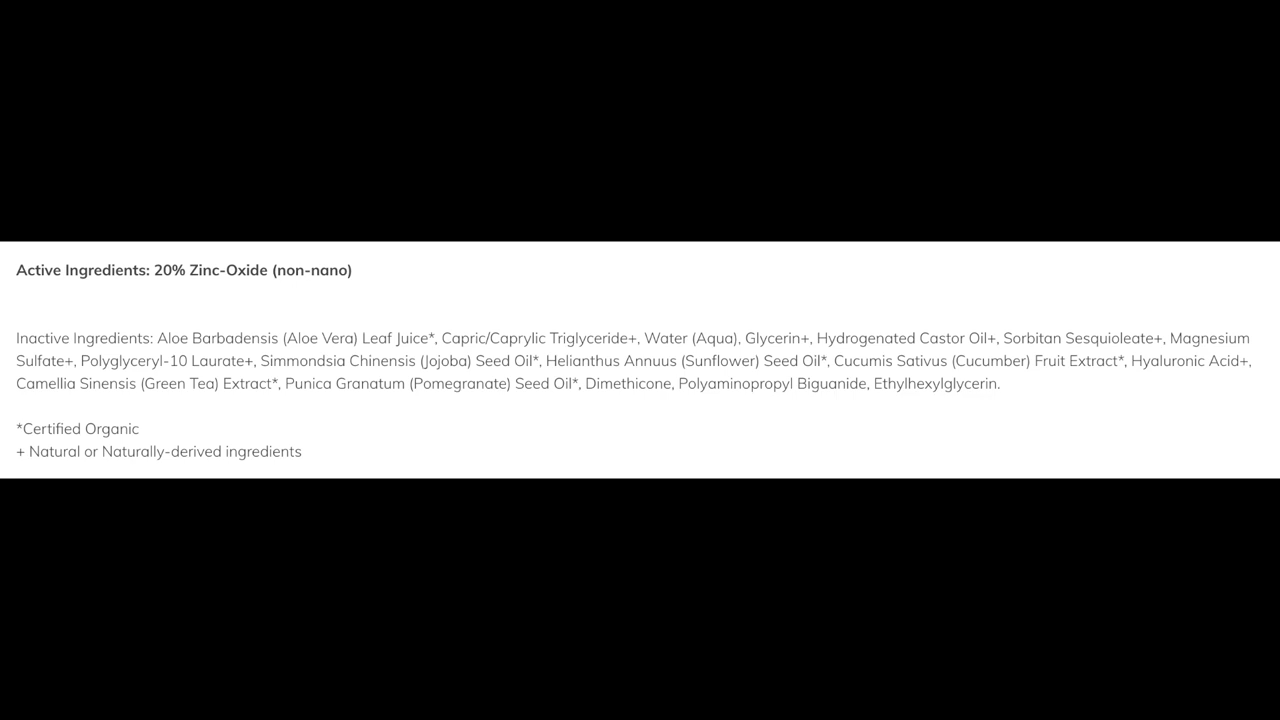 Active Ingredients: 20% Zinc-Oxide (non-nano)
Inactive Ingredients: Aloe Barbadensis (Aloe Vera) Leaf Juice*, Capric/Caprylic Triglyceride+, Water (Aqua), Glycerin+, Hydrogenated Castor Oil+, Sorbitan Sesquioleate+, Magnesium
Sulfate+, Polyglyceryl-10 Laurate+, Simmondsia Chinensis (Jojoba) Seed Oil*, Helianthus Annuus (Sunflower) Seed Oil*, Cucumis Sativus (Cucumber) Fruit Extract*, Hyaluronic Acid+,
Camellia Sinensis (Green Tea) Extract*, Punica Granatum (Pomegranate) Seed Oil*, Dimethicone, Polyaminopropyl Biguanide, Ethylhexylglycerin.
*Certified Organic
+ Natural or Naturally-derived ingredients